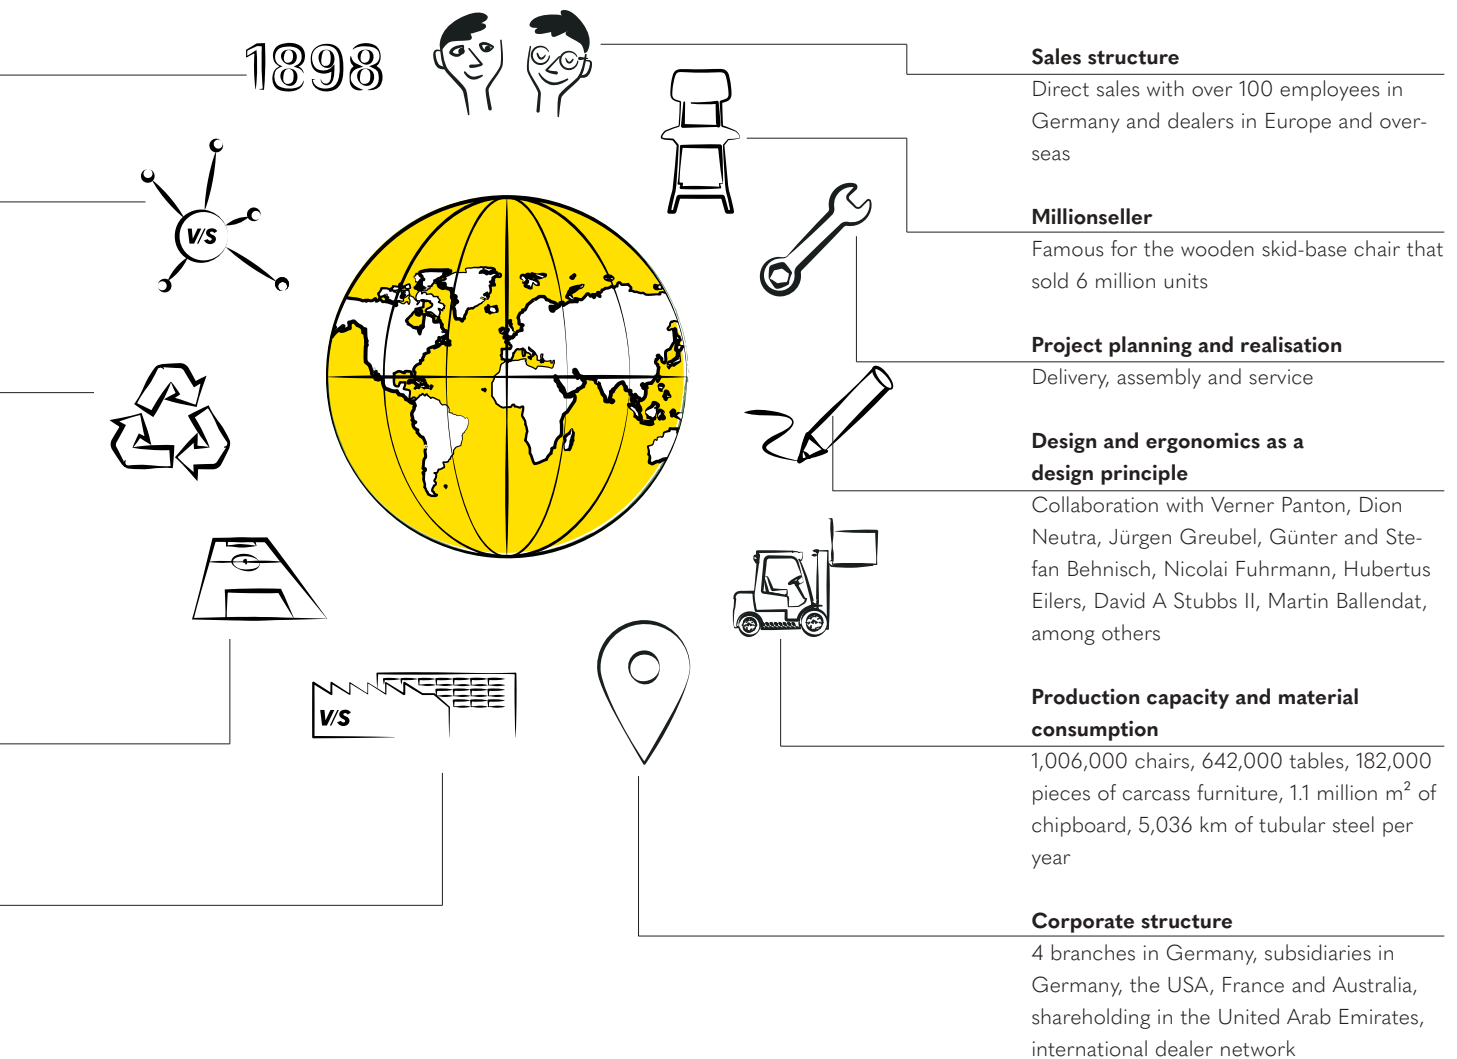 1898
Sales structure
Direct sales with over 100 employees in
Germany and dealers in Europe and over-
seas
V/S
Millionseller
Famous for the wooden skid-base chair that
sold 6 million units
Project planning and realisation
Delivery, assembly and service
Design and ergonomics as a
design principle
Collaboration with Verner Panton, Dion
Neutra, Jürgen Greubel, Günter and Ste-
fan Behnisch, Nicolai Fuhrmann, Hubertus
Eilers, David A Stubbs II, Martin Ballendat,
among others
V/S
Production capacity and material
consumption
1,006,000 chairs, 642,000 tables, 182,000
pieces of carcass furniture, 1.1 million m² of
chipboard, 5,036 km of tubular steel per
year
Corporate structure
4 branches in Germany, subsidiaries in
Germany, the USA, France and Australia,
shareholding in the United Arab Emirates,
international dealer network